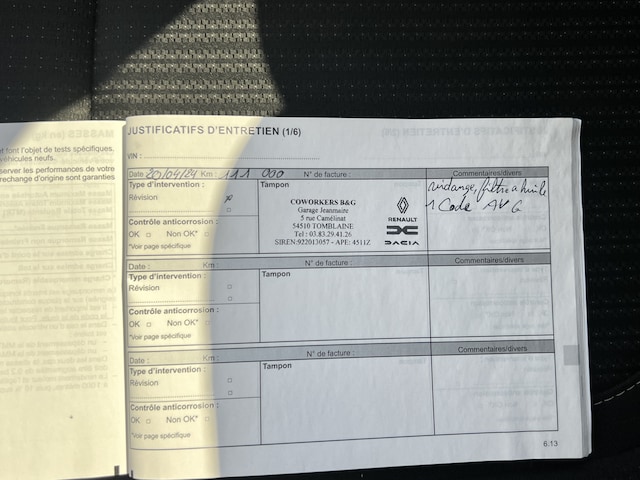 et font l'objet de tests spécifiques,
véhicules neufs.
server les performances de votre
rechange d'origine sont garanties
JUSTIFICATIFS D'ENTRETIEN (1/6)
VIN :
Date 20/04/24 Km : 111 000 N° de facture : Commentaires/divers
Type d'intervention : Tampon vidange, filtre à huile
Révision 1 Code AVG
COWORKERS B&G
Garage Jeanmaire
5 rue Camélinat
54510 TOMBLAINE
Tel : 03.83.29.41.26
SIREN:922013057 - APE: 4511Z
RENAULT
DACIA
Contrôle anticorrosion :
OK Non OK*
*Voir page spécifique
Date : Km : N° de facture : Commentaires/divers
Type d'intervention : Tampon
Révision
Contrôle anticorrosion :
OK Non OK*
*Voir page spécifique
Date : Km : N° de facture : Commentaires/divers
Type d'intervention : Tampon
Révision
Contrôle anticorrosion :
OK Non OK*
*Voir page spécifique
6.13